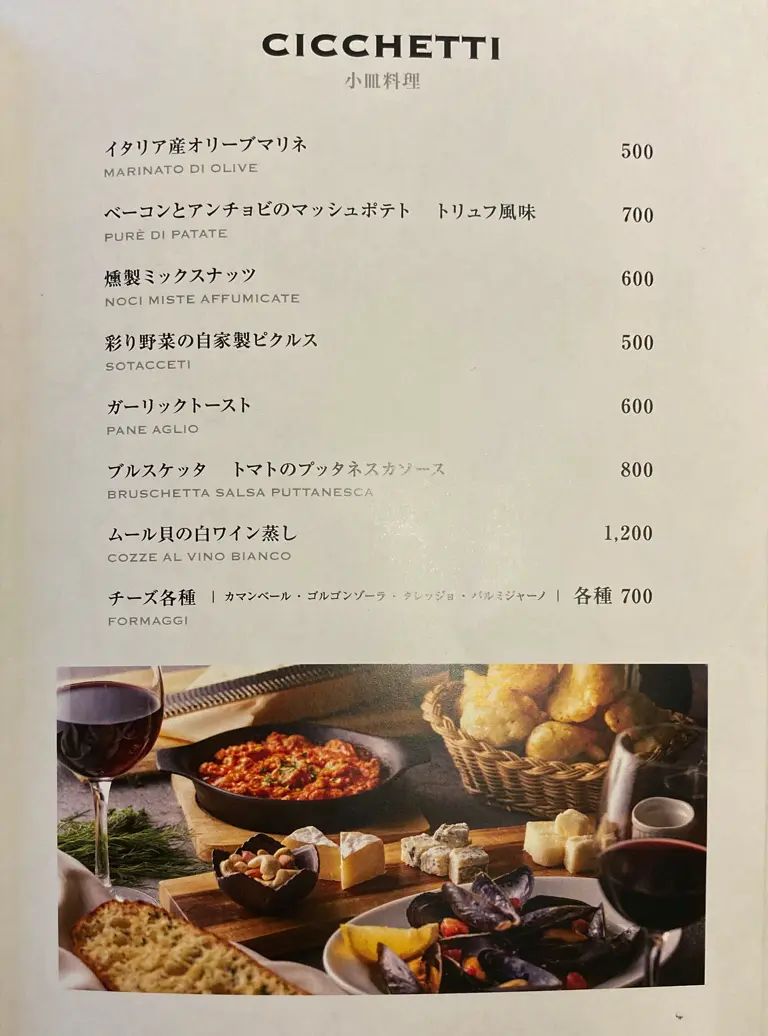 CICCHETTI
小皿料理
イタリア産オリーブマリネ 500
MARINATO DI OLIVE
ベーコンとアンチョビのマッシュポテト トリュフ風味 700
PURÈ DI PATATE
燻製ミックスナッツ 600
NOCI MISTE AFFUMICATE
彩り野菜の自家製ピクルス 500
SOTACCETI
ガーリックトースト 600
PANE AGLIO
ブルスケッタ トマトのプッタネスカソース 800
BRUSCHETTA SALSA PUTTANESCA
ムール貝の白ワイン蒸し 1,200
COZZE AL VINO BIANCO
チーズ各種 | カマンベール・ゴルゴンゾーラ・タレッジョ・パルミジャーノ | 各種 700
FORMAGGI